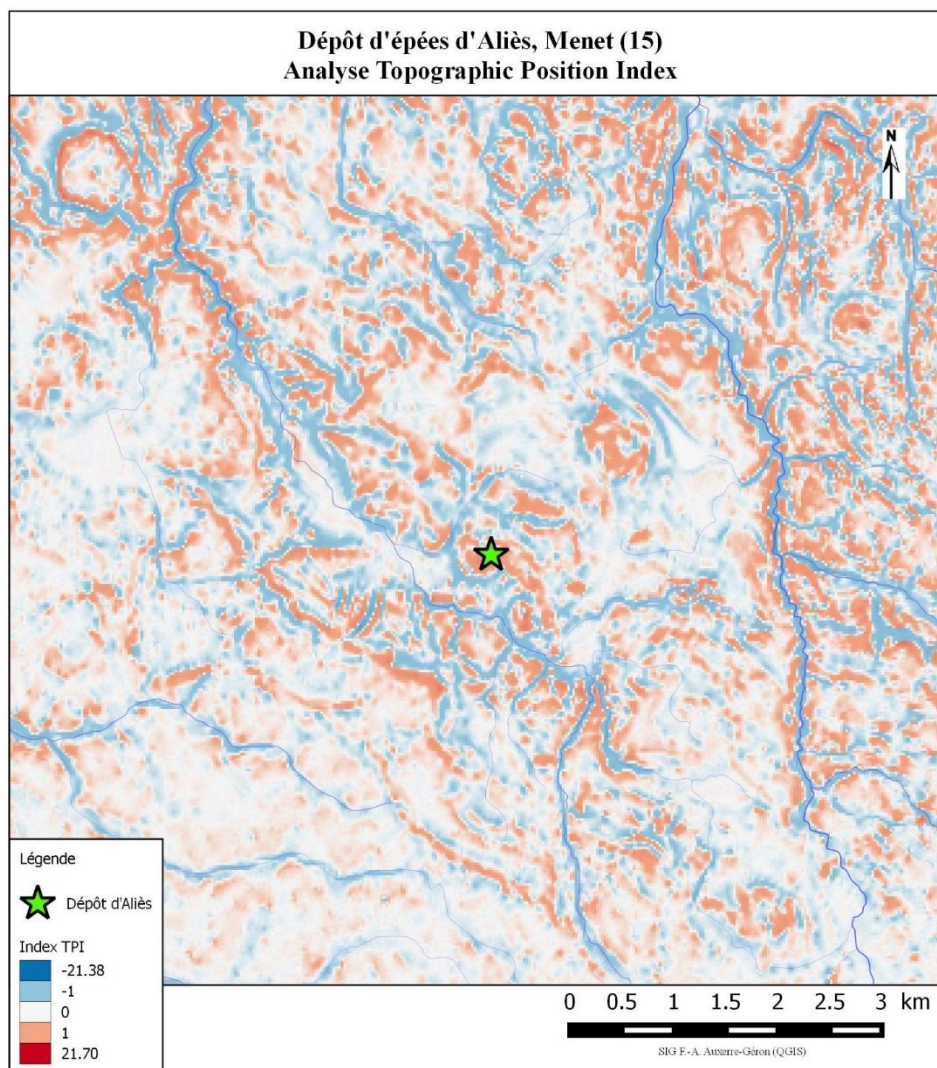 Dépôt d'épées d'Aliès, Menet (15)
Analyse Topographic Position Index
N
Légende
Dépôt d'Aliès
Index TPI
-21.38
-1
0
1
21.70
0 0.5 1 1.5 2 2.5 3 km
SIG F.-A. Auxerre-Géron (QGIS)